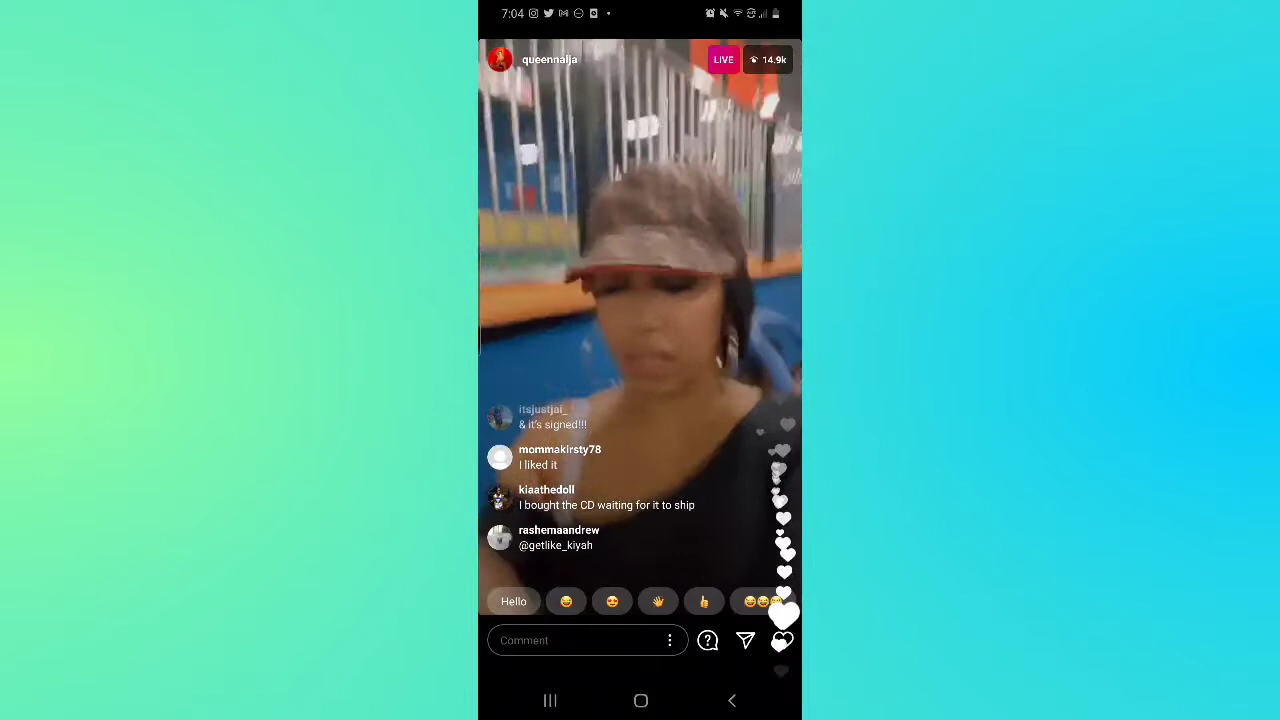 7:04
queennaija
LIVE
14.9k
itsjustjai_
& it's signed!!!
mommakirsty78
I liked it
kiaathedoll
I bought the CD waiting for it to ship
rashemaandrew
@getlike_kiyah
Hello
Comment